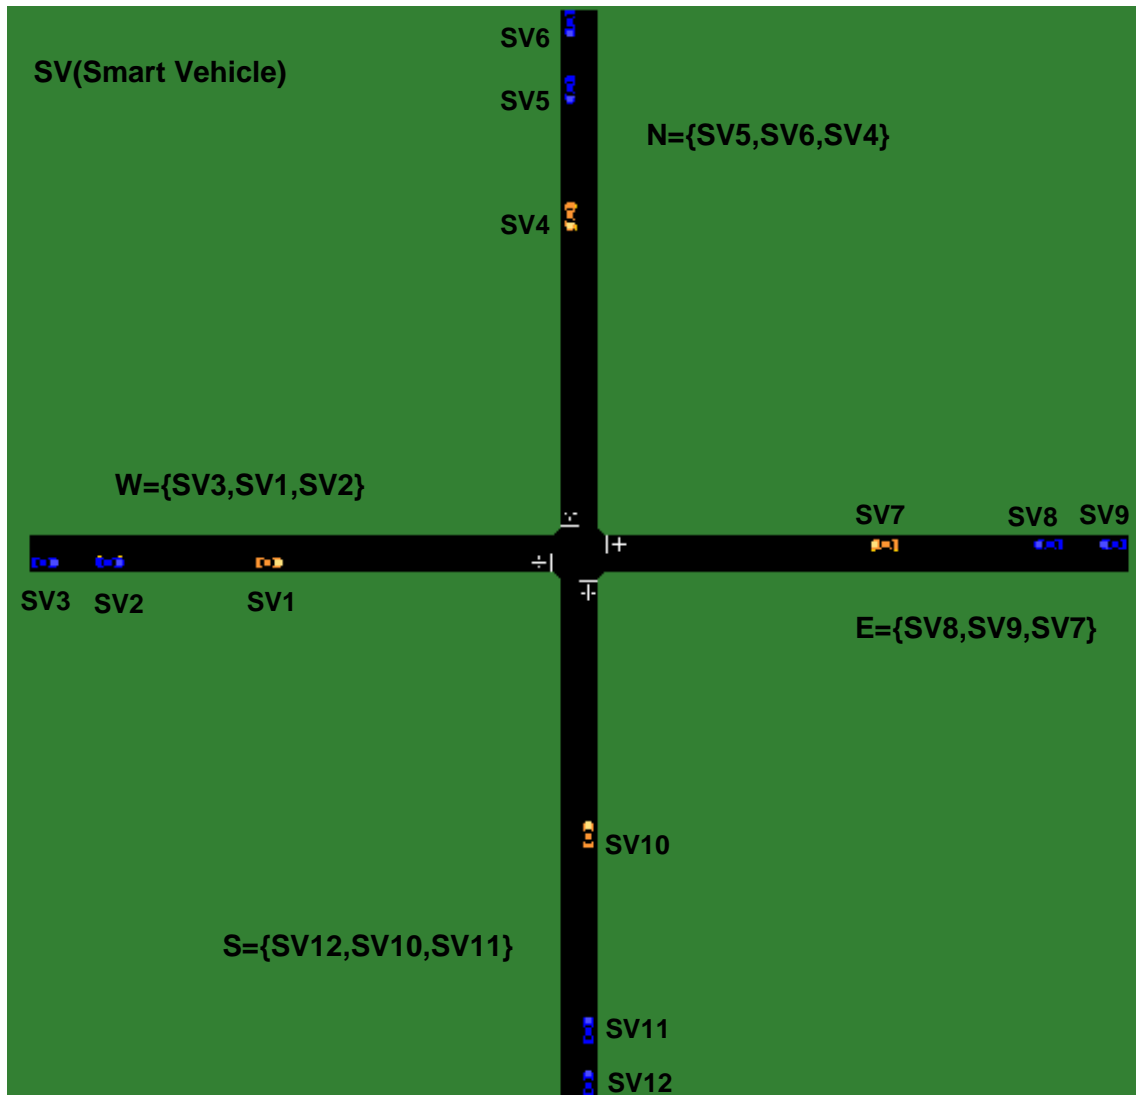 SV6
SV(Smart Vehicle)
SV5
N={SV5,SV6,SV4}
SV4
W={SV3,SV1,SV2}
SV7
SV8
SV9
SV3
SV2
SV1
E={SV8,SV9,SV7}
SV10
S={SV12,SV10,SV11}
SV11
SV12